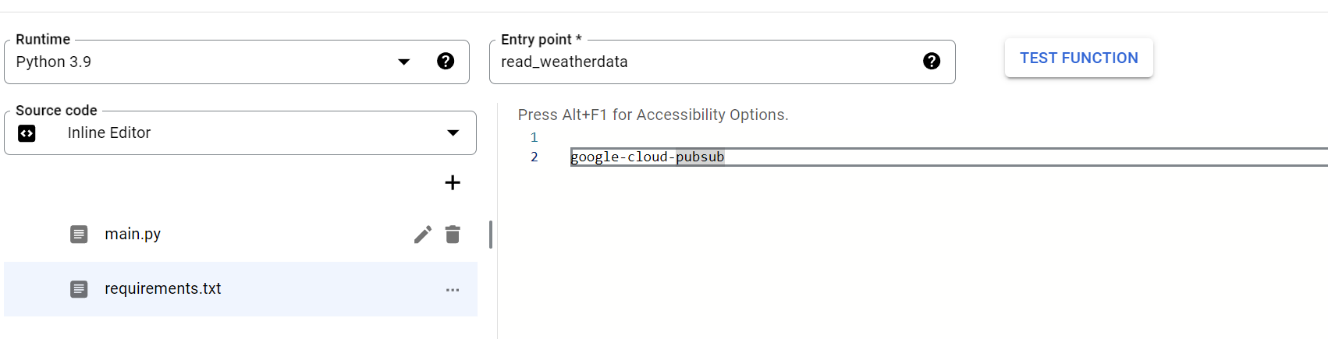 Runtime
Python 3.9
Entry point *
read_weatherdata
TEST FUNCTION
Source code
Inline Editor
main.py
requirements.txt
Press Alt+F1 for Accessibility Options.
1
2 google-cloud-pubsub